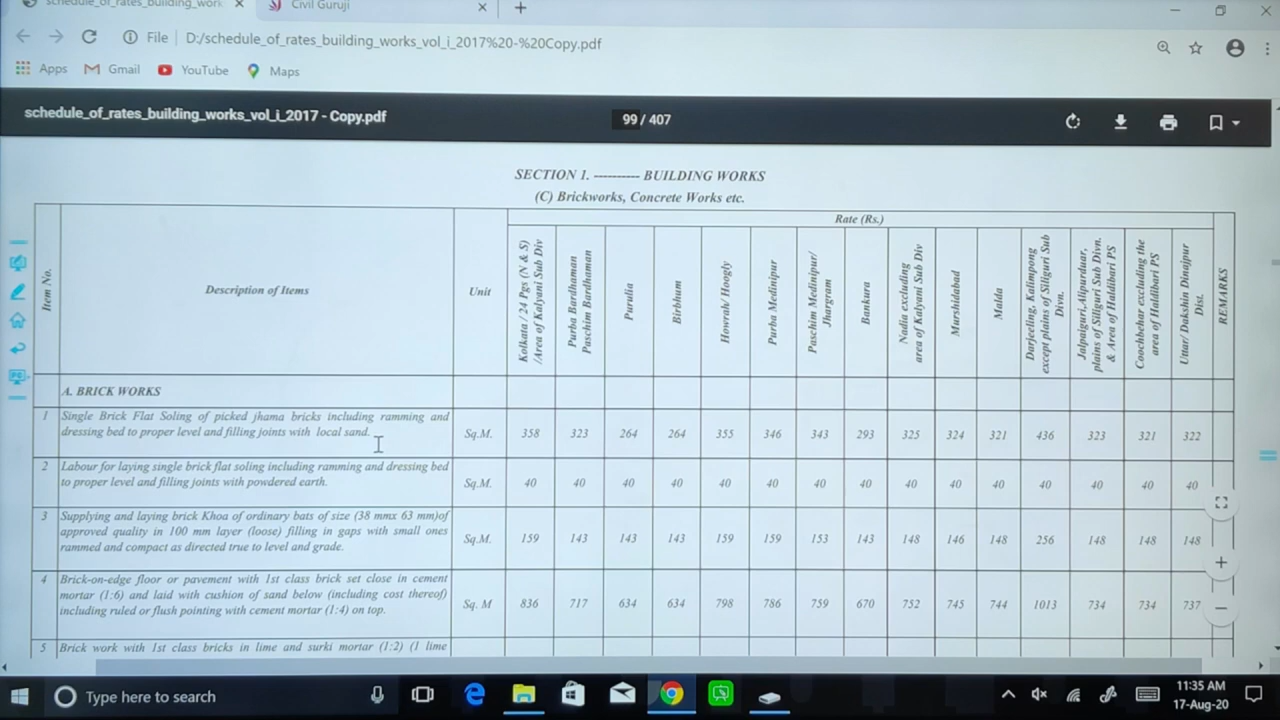 schedule_of_rates_building_work
Civil Guruji
File
D:/schedule_of_rates_building_works_vol_i_2017%20-%20Copy.pdf
Apps
Gmail
YouTube
Maps
schedule_of_rates_building_works_vol_i_2017 - Copy.pdf
99 / 407
SECTION 1. ---------- BUILDING WORKS
(C) Brickworks, Concrete Works etc.
Item No.
Description of Items
Unit
Rate (Rs.)
Kolkata / 24 Pgs (N & S)
/Area of Kalyani Sub Div
Purba Bardhaman
Paschim Bardhaman
Purulia
Birbhum
Howrah/ Hoogly
Purba Medinipur
Paschim Medinipur/
Jhargram
Bankura
Nadia excluding
area of Kalyani Sub Div
Murshidabad
Malda
Darjeeling, Kalimpong
except plains of Siliguri Sub
Divn.
Jalpaiguri,Alipurduar,
plains of Siliguri Sub Divn.
& Area of Haldibari PS
Coochbehar excluding the
area of Haldibari PS
Uttar/ Dakshin Dinajpur
Dist.
REMARKS
A. BRICK WORKS
1 Single Brick Flat Soling of picked jhama bricks including ramming and
dressing bed to proper level and filling joints with local sand.
Sq.M. 358 323 264 264 355 346 343 293 325 324 321 436 323 321 322
2 Labour for laying single brick flat soling including ramming and dressing bed
to proper level and filling joints with powdered earth.
Sq.M. 40 40 40 40 40 40 40 40 40 40 40 40 40 40 40
3 Supplying and laying brick Khoa of ordinary bats of size (38 mmx 63 mm)of
approved quality in 100 mm layer (loose) filling in gaps with small ones
rammed and compact as directed true to level and grade.
Sq.M. 159 143 143 143 159 159 153 143 148 146 148 256 148 148 148
4 Brick-on-edge floor or pavement with 1st class brick set close in cement
mortar (1:6) and laid with cushion of sand below (including cost thereof)
including ruled or flush pointing with cement mortar (1:4) on top.
Sq. M 836 717 634 634 798 786 759 670 752 745 744 1013 734 734 737
5 Brick work with 1st class bricks in lime and surki mortar (1:2) (1 lime
Type here to search
11:35 AM
17-Aug-20